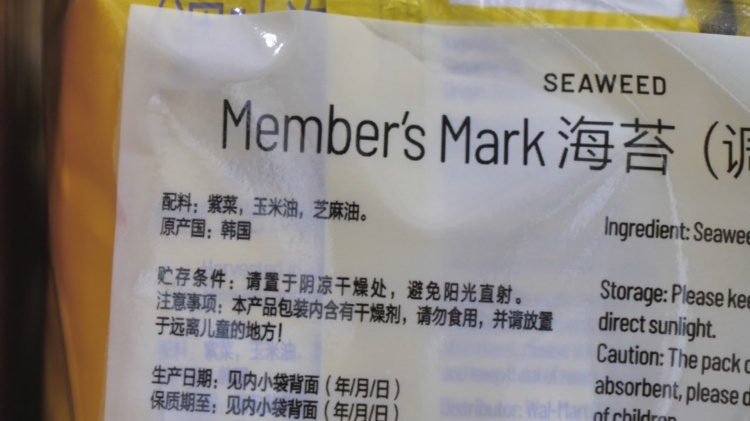 SEAWEED
Member's Mark 海苔（调
配料：紫菜，玉米油，芝麻油。
原产国：韩国
贮存条件：请置于阴凉干燥处，避免阳光直射。
注意事项：本产品包装内含有干燥剂，请勿食用，并请放置
于远离儿童的地方！
生产日期：见内小袋背面（年/月/日）
保质期至：见内小袋背面（年/月/日）
Ingredient: Seawee
Storage: Please kee
direct sunlight.
Caution: The pack c
absorbent, please d
of children